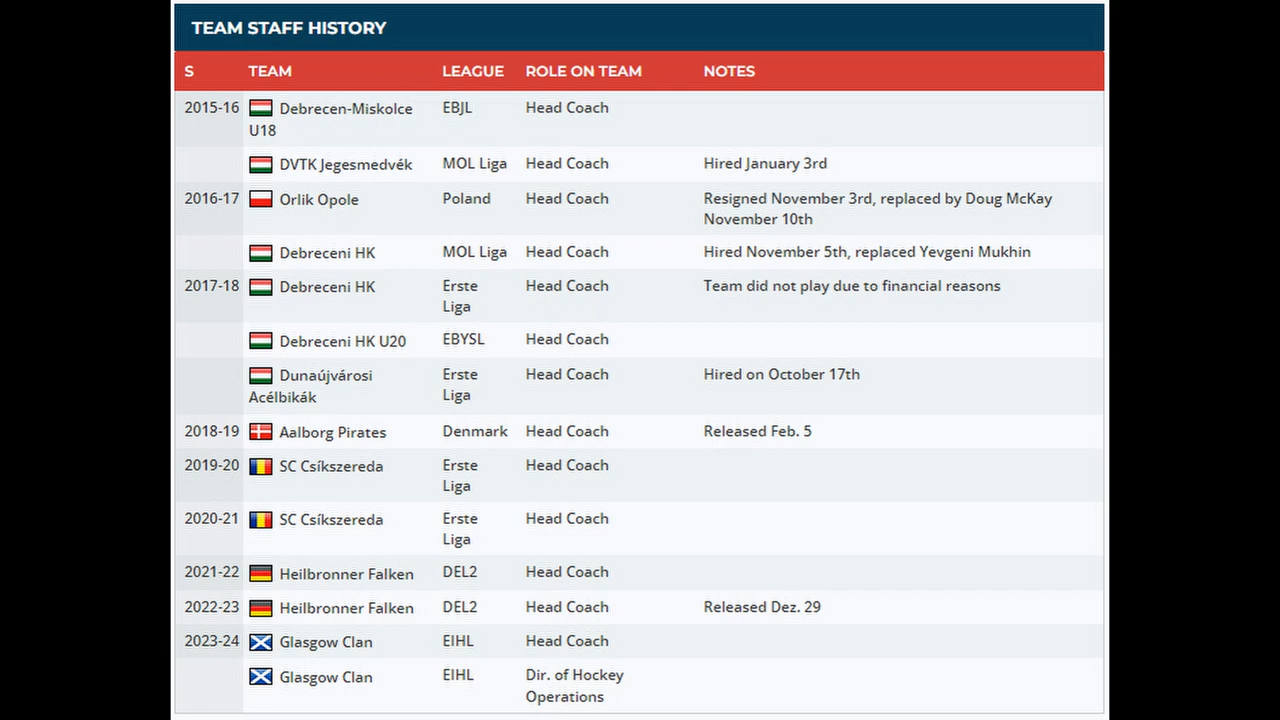 TEAM STAFF HISTORY
S TEAM LEAGUE ROLE ON TEAM NOTES
2015-16 Debrecen-Miskolce EBJL Head Coach
U18
DVTK Jegesmedvék MOL Liga Head Coach Hired January 3rd
2016-17 Orlik Opole Poland Head Coach Resigned November 3rd, replaced by Doug McKay
November 10th
Debreceni HK MOL Liga Head Coach Hired November 5th, replaced Yevgeni Mukhin
2017-18 Debreceni HK Erste Head Coach Team did not play due to financial reasons
Liga
Debreceni HK U20 EBYSL Head Coach
Dunaújvárosi Erste Head Coach Hired on October 17th
Acélbikák Liga
2018-19 Aalborg Pirates Denmark Head Coach Released Feb. 5
2019-20 SC Csíkszereda Erste Head Coach
Liga
2020-21 SC Csíkszereda Erste Head Coach
Liga
2021-22 Heilbronner Falken DEL2 Head Coach
2022-23 Heilbronner Falken DEL2 Head Coach Released Dez. 29
2023-24 Glasgow Clan EIHL Head Coach
Glasgow Clan EIHL Dir. of Hockey
Operations